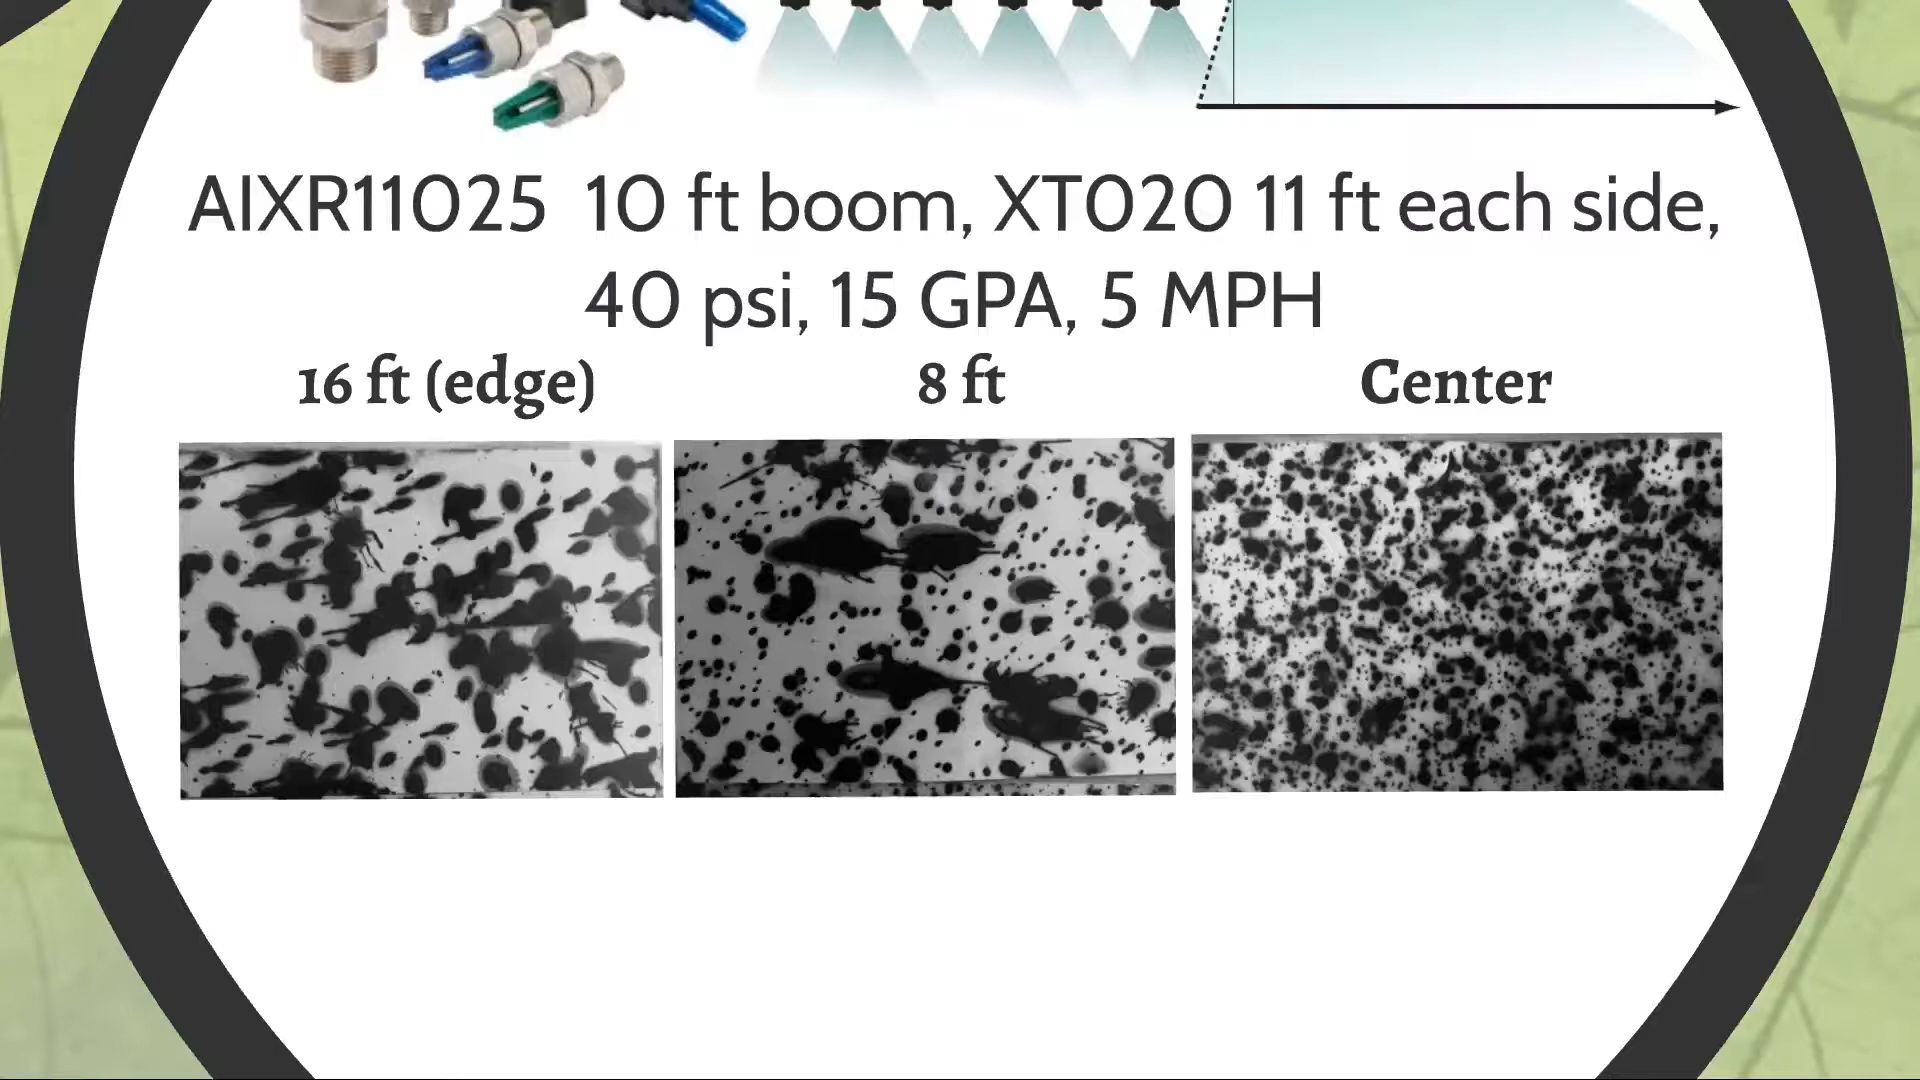 AIXR11025  10 ft boom, XT020 11 ft each side,
40 psi, 15 GPA, 5 MPH
16 ft (edge)
8 ft
Center